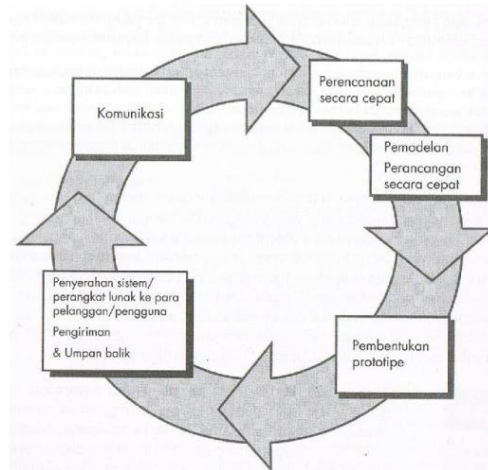 Komunikasi
Perencanaan
secara cepat
Pemodelan
Perancangan
secara cepat
Pembentukan
prototipe
Penyerahan sistem/
perangkat lunak ke para
pelanggan/pengguna
Pengiriman
& Umpan balik